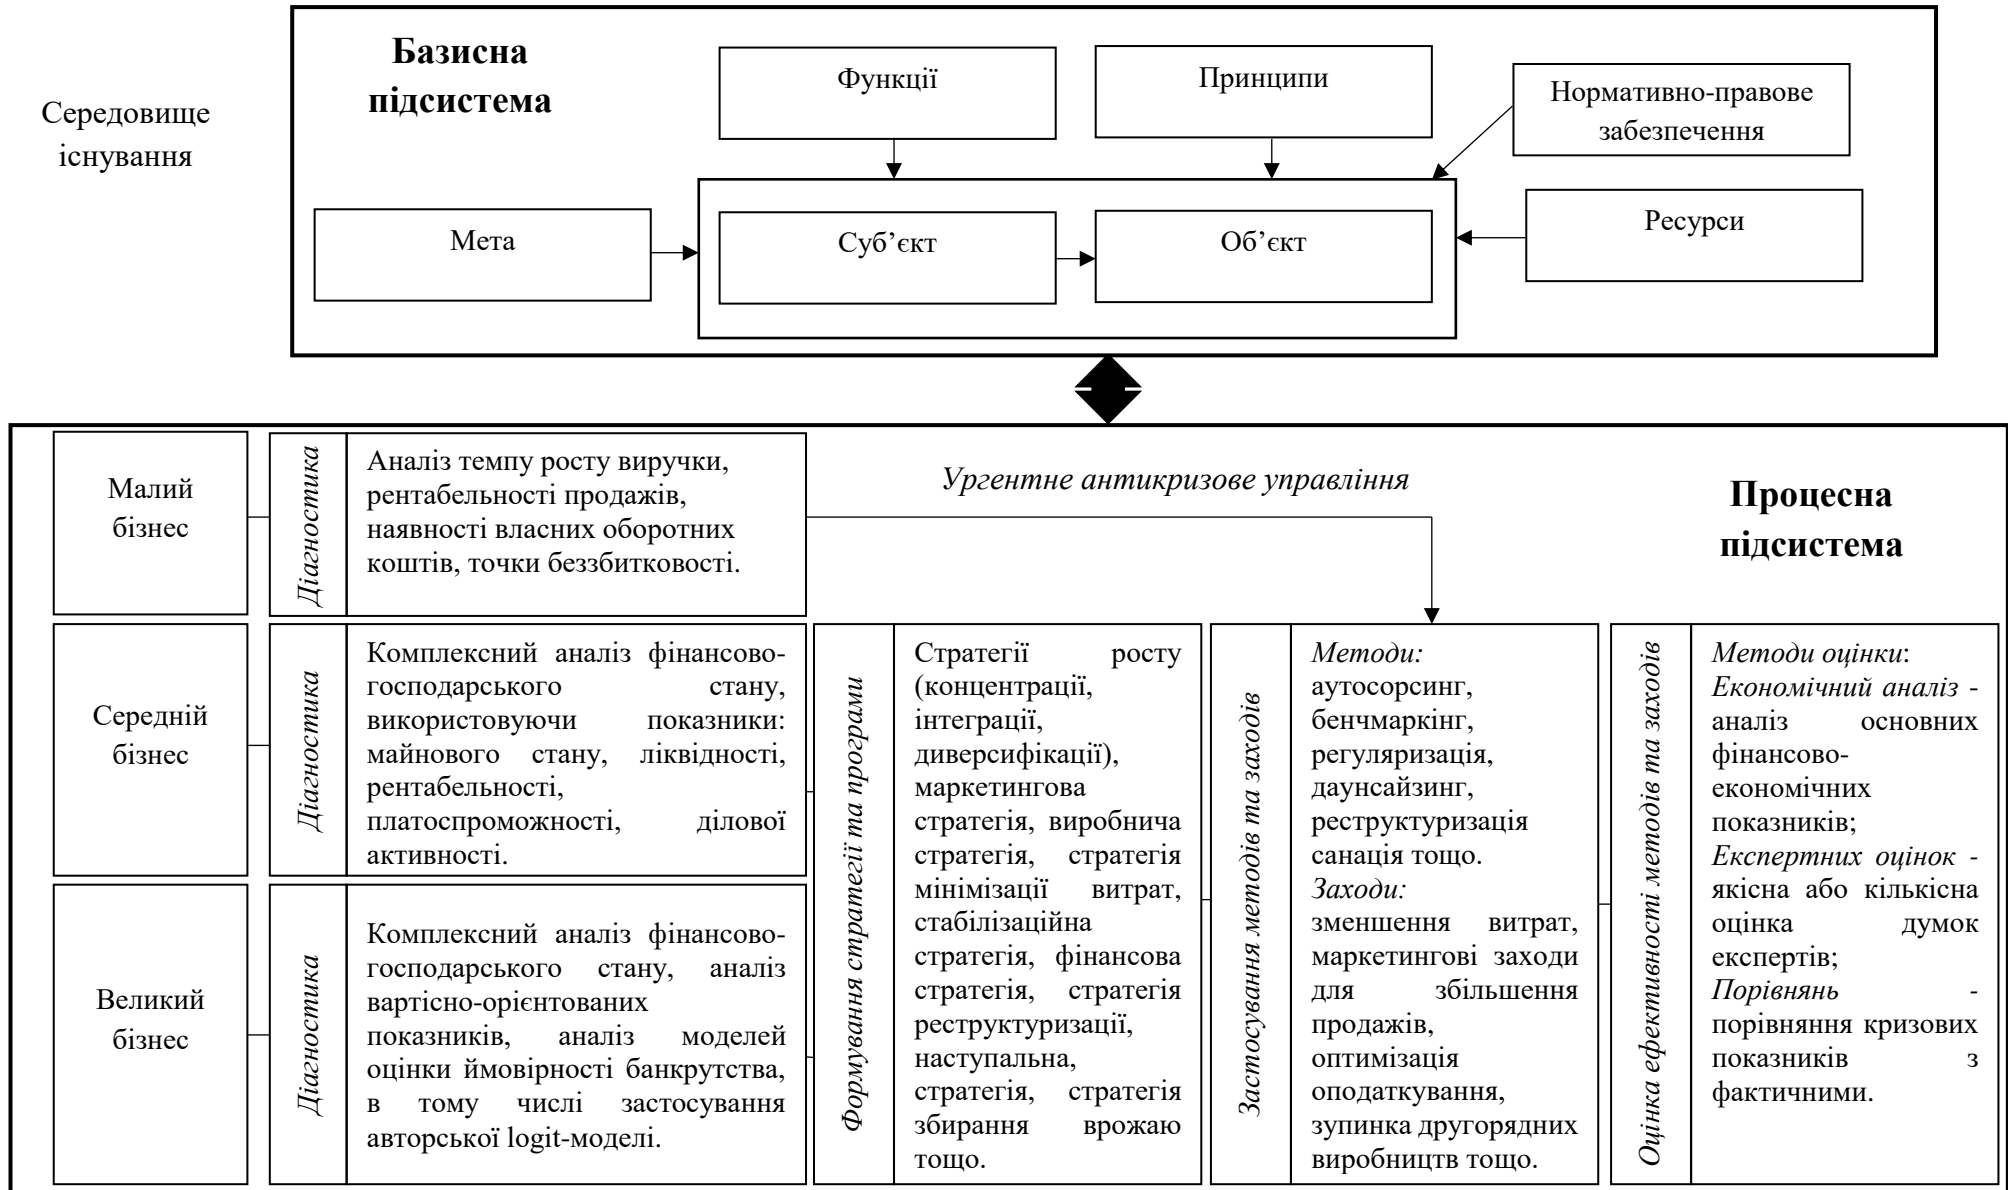 Середовище
існування
Базисна
підсистема
Функції
Принципи
Нормативно-правове
забезпечення
Мета
Суб’єкт
Об’єкт
Ресурси
Малий
бізнес
Діагностика
Аналіз темпу росту виручки,
рентабельності продажів,
наявності власних оборотних
коштів, точки беззбитковості.
Ургентне антикризове управління
Процесна
підсистема
Середній
бізнес
Діагностика
Комплексний аналіз фінансово-
господарського стану,
використовуючи показники:
майнового стану, ліквідності,
рентабельності,
платоспроможності, ділової
активності.
Великий
бізнес
Діагностика
Комплексний аналіз фінансово-
господарського стану, аналіз
вартісно-орієнтованих
показників, аналіз моделей
оцінки ймовірності банкрутства,
в тому числі застосування
авторської logit-моделі.
Формування стратегії та програми
Стратегії росту
(концентрації,
інтеграції,
диверсифікації),
маркетингова
стратегія, виробнича
стратегія, стратегія
мінімізації витрат,
стабілізаційна
стратегія, фінансова
стратегія, стратегія
реструктуризації,
наступальна,
стратегія, стратегія
збирання врожаю
тощо.
Застосування методів та заходів
Методи:
аутосорсинг,
бенчмаркінг,
регуляризація,
даунсайзинг,
реструктуризація
санація тощо.
Заходи:
зменшення витрат,
маркетингові заходи
для збільшення
продажів,
оптимізація
оподаткування,
зупинка другорядних
виробництв тощо.
Оцінка ефективності методів та заходів
Методи оцінки:
Економічний аналіз -
аналіз основних
фінансово-
економічних
показників;
Експертних оцінок -
якісна або кількісна
оцінка думок
експертів;
Порівнянь -
порівняння кризових
показників з
фактичними.